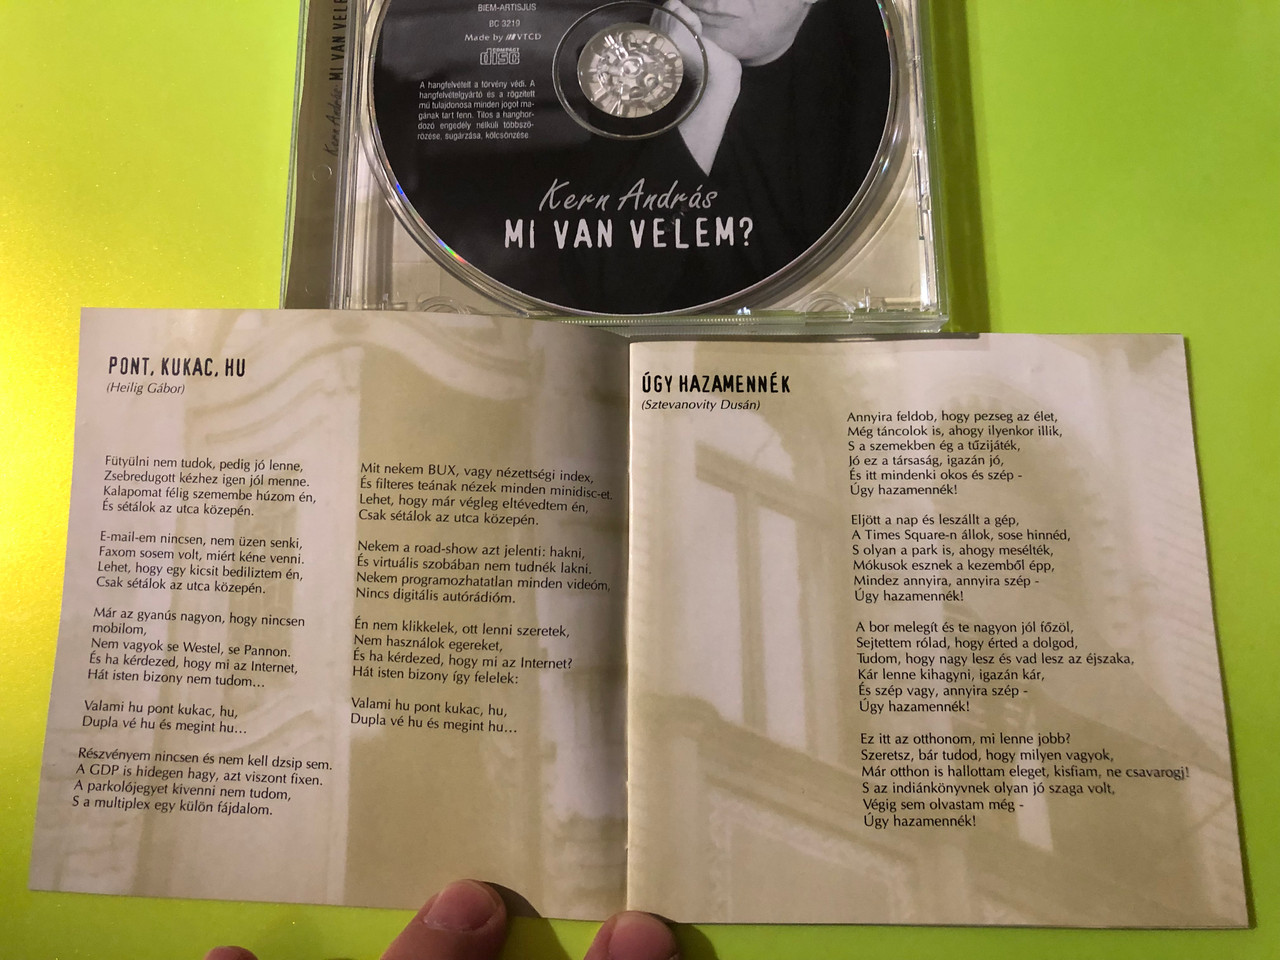 Kern András MI VAN VELE
BIEM-ARTISJUS
BC 3219
Made by VTCD
COMPACT
disc
A hangfelvételt a törvény védi. A
hangfelvételgyártó és a rögzített
mű tulajdonosa minden jogot ma-
gának tart fenn. Tilos a hanghor-
dozó engedély nélküli többszö-
rözése, sugárzása, kölcsönzése
Kern András
MI VAN VELEM?
PONT, KUKAC, HU
(Heilig Gábor)
Fütyülni nem tudok, pedig jó lenne,
Zsebredugott kézhez igen jól menne.
Kalapomat félig szemembe húzom én,
És sétálok az utca közepén.
E-mail-em nincsen, nem üzen senki,
Faxom sosem volt, miért kéne venni.
Lehet, hogy egy kicsit bediliztem én,
Csak sétálok az utca közepén.
Már az gyanús nagyon, hogy nincsen
mobilom,
Nem vagyok se Westel, se Pannon.
És ha kérdezed, hogy mi az Internet,
Hát isten bizony nem tudom...
Valami hu pont kukac, hu,
Dupla vé hu és megint hu...
Részvényem nincsen és nem kell dzsip sem.
A GDP is hidegen hagy, azt viszont fixen.
A parkolójegyet kivenni nem tudom,
S a multiplex egy külön fájdalom.
Mit nekem BUX, vagy nézettségi index,
És filteres teának nézek minden minidisc-et.
Lehet, hogy már végleg eltévedtem én,
Csak sétálok az utca közepén.
Nekem a road-show azt jelenti: hakni,
És virtuális szobában nem tudnék lakni.
Nekem programozhatatlan minden videóm,
Nincs digitális autórádióm.
Én nem klikkelek, ott lenni szeretek,
Nem használok egereket,
És ha kérdezed, hogy mi az Internet?
Hát isten bizony így felelek:
Valami hu pont kukac, hu,
Dupla vé hu és megint hu...
ÚGY HAZAMENNÉK
(Sztevanovity Dusán)
Annyira feldob, hogy pezseg az élet,
Még táncolok is, ahogy ilyenkor illik,
S a szemekben ég a tűzijáték,
Jó ez a társaság, igazán jó,
És itt mindenki okos és szép -
Úgy hazamennék!
Eljött a nap és leszállt a gép,
A Times Square-n állok, sose hinnéd,
S olyan a park is, ahogy mesélték,
Mókusok esznek a kezemből épp,
Mindez annyira, annyira szép -
Úgy hazamennék!
A bor melegít és te nagyon jól főzöl,
Sejtettem rólad, hogy érted a dolgod,
Tudom, hogy nagy lesz és vad lesz az éjszaka,
Kár lenne kihagyni, igazán kár,
És szép vagy, annyira szép -
Úgy hazamennék!
Ez itt az otthonom, mi lenne jobb?
Szeretsz, bár tudod, hogy milyen vagyok,
Már otthon is hallottam eleget, kisfiam, ne csavarogj!
S az indiánkönyvnek olyan jó szaga volt,
Végig sem olvastam még -
Úgy hazamennék!